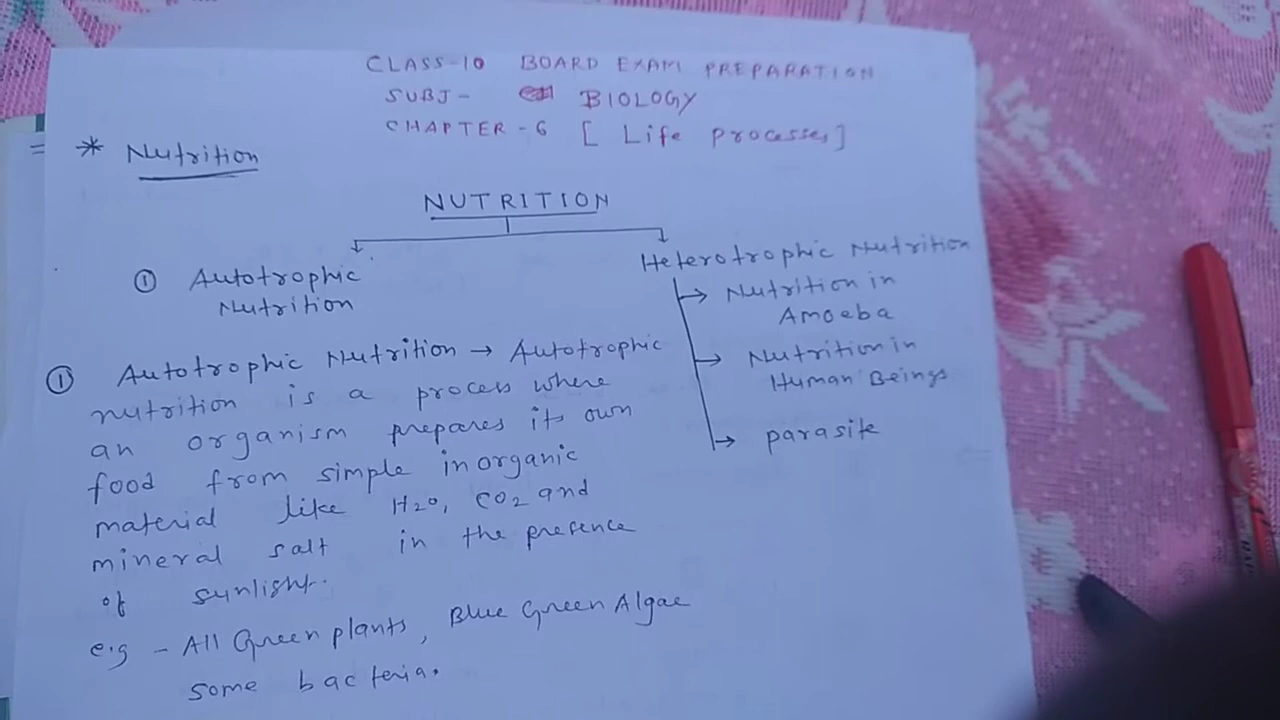 CLASS-10 BOARD EXAM PREPARATION
SUBJ- BIOLOGY
CHAPTER-6 [Life processes]
* Nutrition
NUTRITION
① Autotrophic
Nutrition
Heterotrophic Nutrition
→ Nutrition in
Amoeba
→ Nutrition in
Human Beings
→ parasite
① Autotrophic Nutrition → Autotrophic
nutrition is a process where
an organism prepares its own
food from simple inorganic
material like H2O, CO2 and
mineral salt in the presence
of sunlight.
e.g - All Green plants, Blue Green Algae
some bacteria.